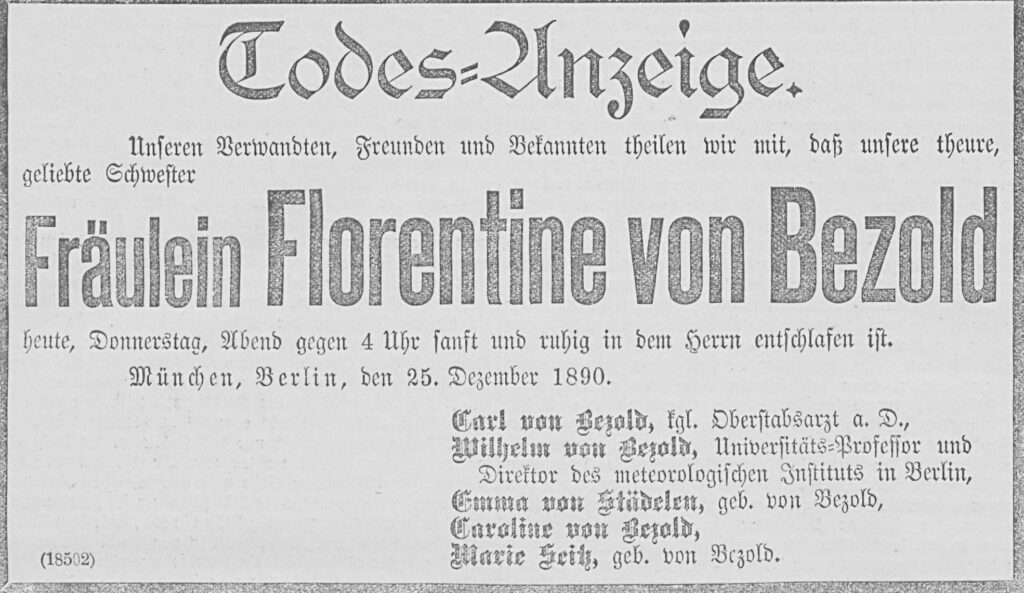 Todes-Anzeige.
Unseren Verwandten, Freunden und Bekannten theilen wir mit, daß unsere theure,
geliebte Schwester
Fräulein Florentine von Bezold
heute, Donnerstag, Abend gegen 4 Uhr sanft und ruhig in dem Herrn entschlafen ist.
München, Berlin, den 25. Dezember 1890.
Carl von Bezold, kgl. Oberstabsarzt a. D.,
Wilhelm von Bezold, Universitäts-Professor und
Direktor des meteorologischen Instituts in Berlin,
Emma von Städelen, geb. von Bezold,
Caroline von Bezold,
Marie Seitz, geb. von Bezold.
(18502)